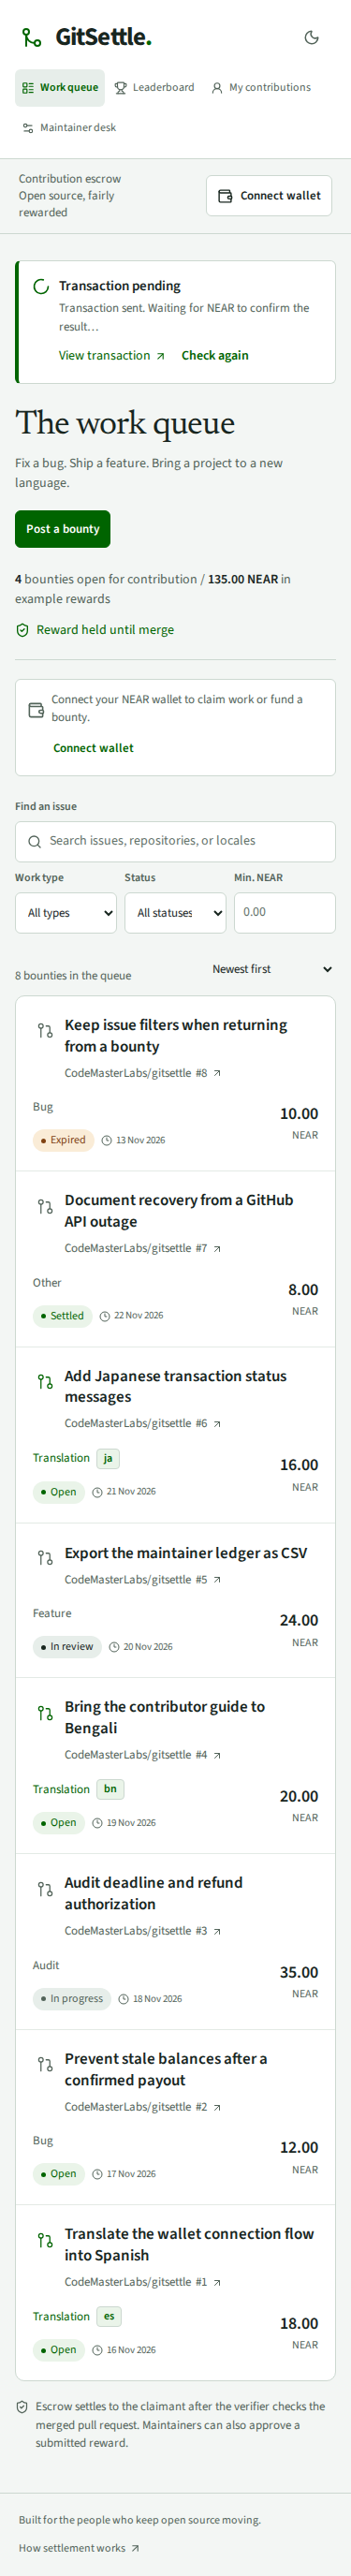 GitSettle.
Work queue
Leaderboard
My contributions
Maintainer desk
Contribution escrow
Open source, fairly
rewarded
Connect wallet
Transaction pending
Transaction sent. Waiting for NEAR to confirm the
result…
View transaction
Check again
The work queue
Fix a bug. Ship a feature. Bring a project to a new
language.
Post a bounty
4 bounties open for contribution / 135.00 NEAR in
example rewards
Reward held until merge
Connect your NEAR wallet to claim work or fund a
bounty.
Connect wallet
Find an issue
Search issues, repositories, or locales
Work type
Status
Min. NEAR
All types
All statuses
0.00
8 bounties in the queue
Newest first
Keep issue filters when returning
from a bounty
CodeMasterLabs/gitsettle #8
Bug
10.00
NEAR
Expired
13 Nov 2026
Document recovery from a GitHub
API outage
CodeMasterLabs/gitsettle #7
Other
8.00
NEAR
Settled
22 Nov 2026
Add Japanese transaction status
messages
CodeMasterLabs/gitsettle #6
Translation ja
16.00
NEAR
Open
21 Nov 2026
Export the maintainer ledger as CSV
CodeMasterLabs/gitsettle #5
Feature
24.00
NEAR
In review
20 Nov 2026
Bring the contributor guide to
Bengali
CodeMasterLabs/gitsettle #4
Translation bn
20.00
NEAR
Open
19 Nov 2026
Audit deadline and refund
authorization
CodeMasterLabs/gitsettle #3
Audit
35.00
NEAR
In progress
18 Nov 2026
Prevent stale balances after a
confirmed payout
CodeMasterLabs/gitsettle #2
Bug
12.00
NEAR
Open
17 Nov 2026
Translate the wallet connection flow
into Spanish
CodeMasterLabs/gitsettle #1
Translation es
18.00
NEAR
Open
16 Nov 2026
Escrow settles to the claimant after the verifier checks the
merged pull request. Maintainers can also approve a
submitted reward.
Built for the people who keep open source moving.
How settlement works